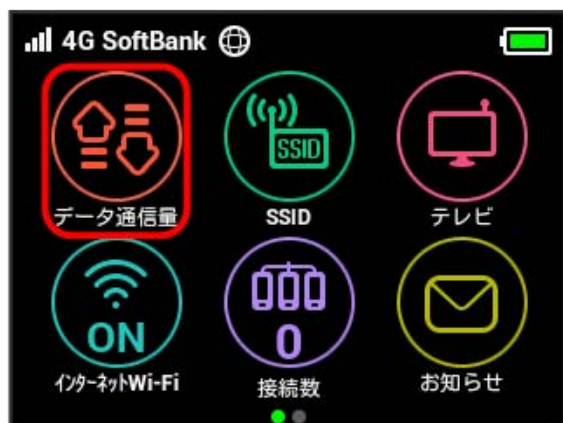 4G SoftBank
SSID
データ通信量
SSID
テレビ
ON
0
インターネットWi-Fi
接続数
お知らせ